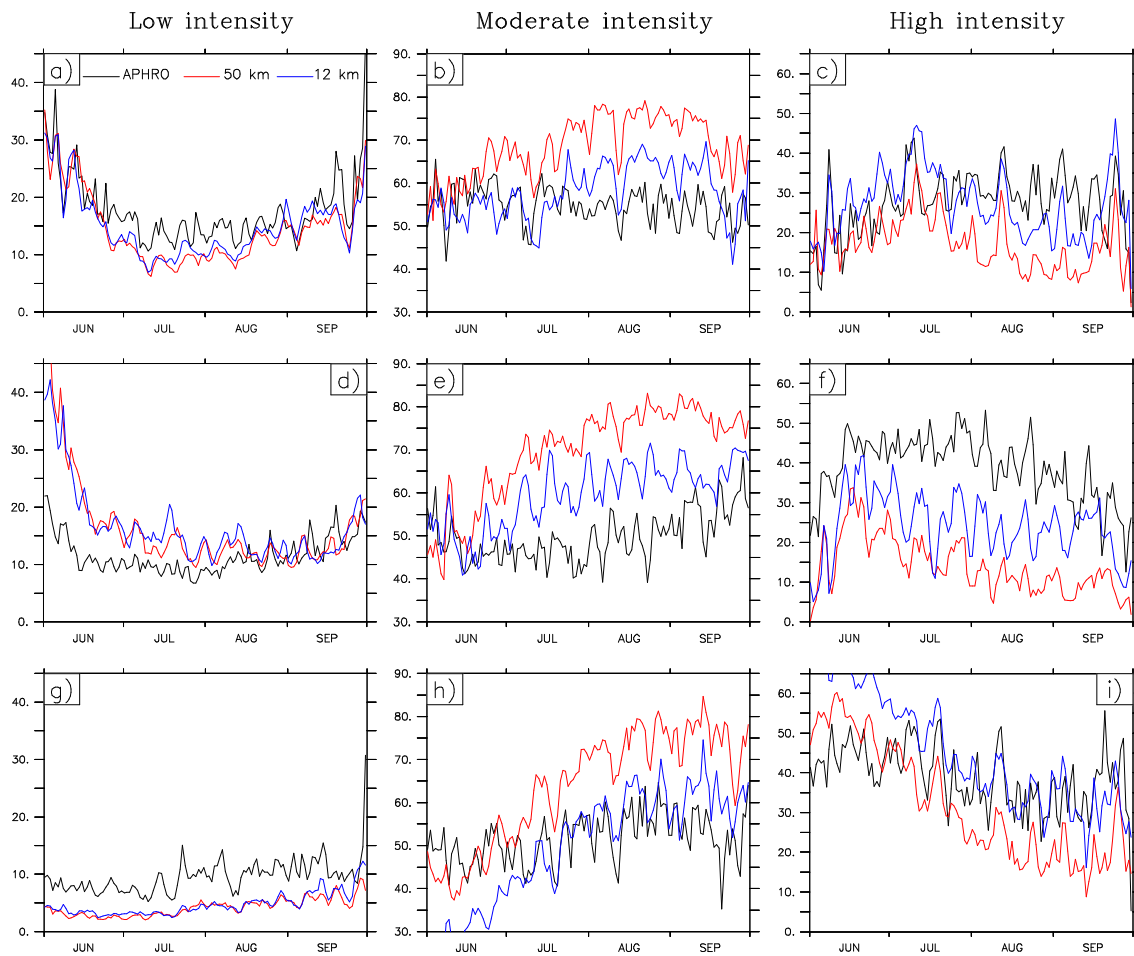 Low intensity Moderate intensity High intensity
a) APHRO 50 km 12 km b) c)
40. 30. 20. 10. 0.
90. 80. 70. 60. 50. 40. 30.
60. 50. 40. 30. 20. 10. 0.
JUN JUL AUG SEP JUN JUL AUG SEP JUN JUL AUG SEP
d) e) f)
40. 30. 20. 10. 0.
90. 80. 70. 60. 50. 40. 30.
60. 50. 40. 30. 20. 10. 0.
JUN JUL AUG SEP JUN JUL AUG SEP JUN JUL AUG SEP
g) h) i)
40. 30. 20. 10. 0.
90. 80. 70. 60. 50. 40. 30.
60. 50. 40. 30. 20. 10. 0.
JUN JUL AUG SEP JUN JUL AUG SEP JUN JUL AUG SEP